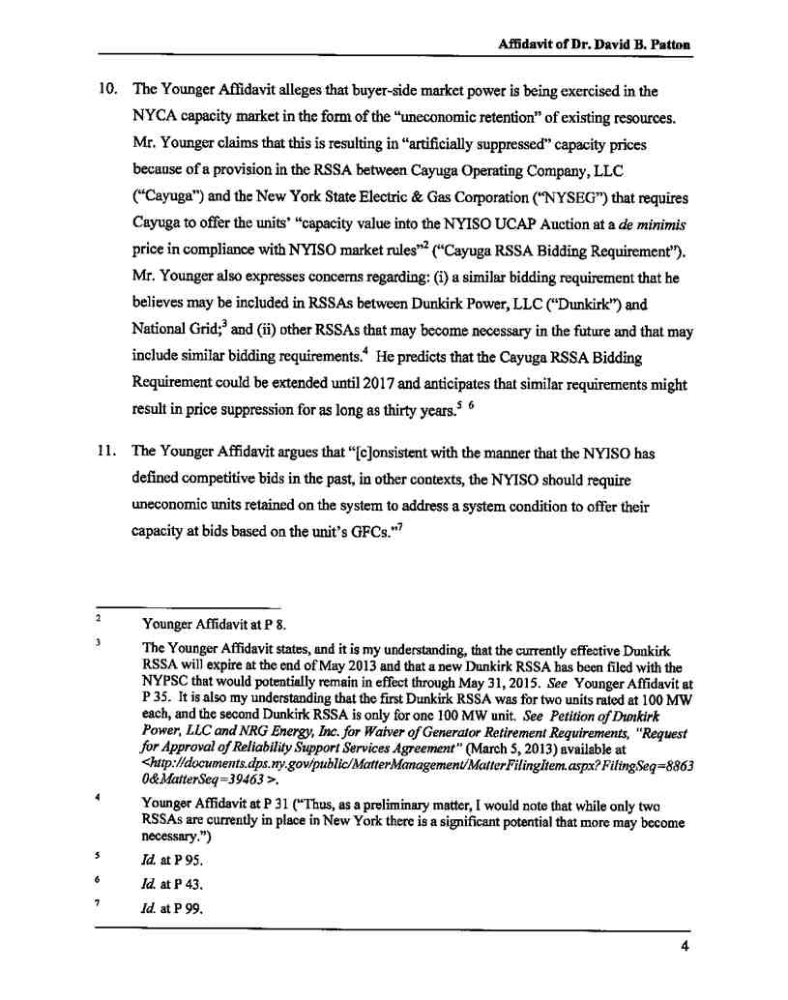 Affidavit of Dr. David B. Patton
10. The Younger Affidavit alleges that buyer-side market power is being exercised in the
NYCA capacity market in the form of the “uneconomic retention” of existing resources.
Mr. Younger claims that this is resulting in “artificially suppressed” capacity prices
because of a provision in the RSSA between Cayuga Operating Company, LLC
(“Cayuga”) and the New York State Electric & Gas Corporation (“NYSEG”) that requires
Cayuga to offer the units’ “capacity value into the NYISO UCAP Auction at a de minimis
price in compliance with NYISO market rules”2 (“Cayuga RSSA Bidding Requirement”).
Mr. Younger also expresses concerns regarding: (i) a similar bidding requirement that he
believes may be included in RSSAs between Dunkirk Power, LLC (“Dunkirk”) and
National Grid;3 and (ii) other RSSAs that may become necessary in the future and that may
include similar bidding requirements.4 He predicts that the Cayuga RSSA Bidding
Requirement could be extended until 2017 and anticipates that similar requirements might
result in price suppression for as long as thirty years.5 6
11. The Younger Affidavit argues that “[c]onsistent with the manner that the NYISO has
defined competitive bids in the past, in other contexts, the NYISO should require
uneconomic units retained on the system to address a system condition to offer their
capacity at bids based on the unit’s GFCs.”7
2 Younger Affidavit at P 8.
3 The Younger Affidavit states, and it is my understanding, that the currently effective Dunkirk
RSSA will expire at the end of May 2013 and that a new Dunkirk RSSA has been filed with the
NYPSC that would potentially remain in effect through May 31, 2015. See Younger Affidavit at
P 35. It is also my understanding that the first Dunkirk RSSA was for two units rated at 100 MW
each, and the second Dunkirk RSSA is only for one 100 MW unit. See Petition of Dunkirk
Power, LLC and NRG Energy, Inc. for Waiver of Generator Retirement Requirements, "Request
for Approval of Reliability Support Services Agreement" (March 5, 2013) available at
<http://documents.dps.ny.gov/public/MatterManagement/MatterFilingItem.aspx?FilingSeq=8863
0&MatterSeq=39463 >.
4 Younger Affidavit at P 31 (“Thus, as a preliminary matter, I would note that while only two
RSSAs are currently in place in New York there is a significant potential that more may become
necessary.”)
5 Id. at P 95.
6 Id. at P 43.
7 Id. at P 99.
4